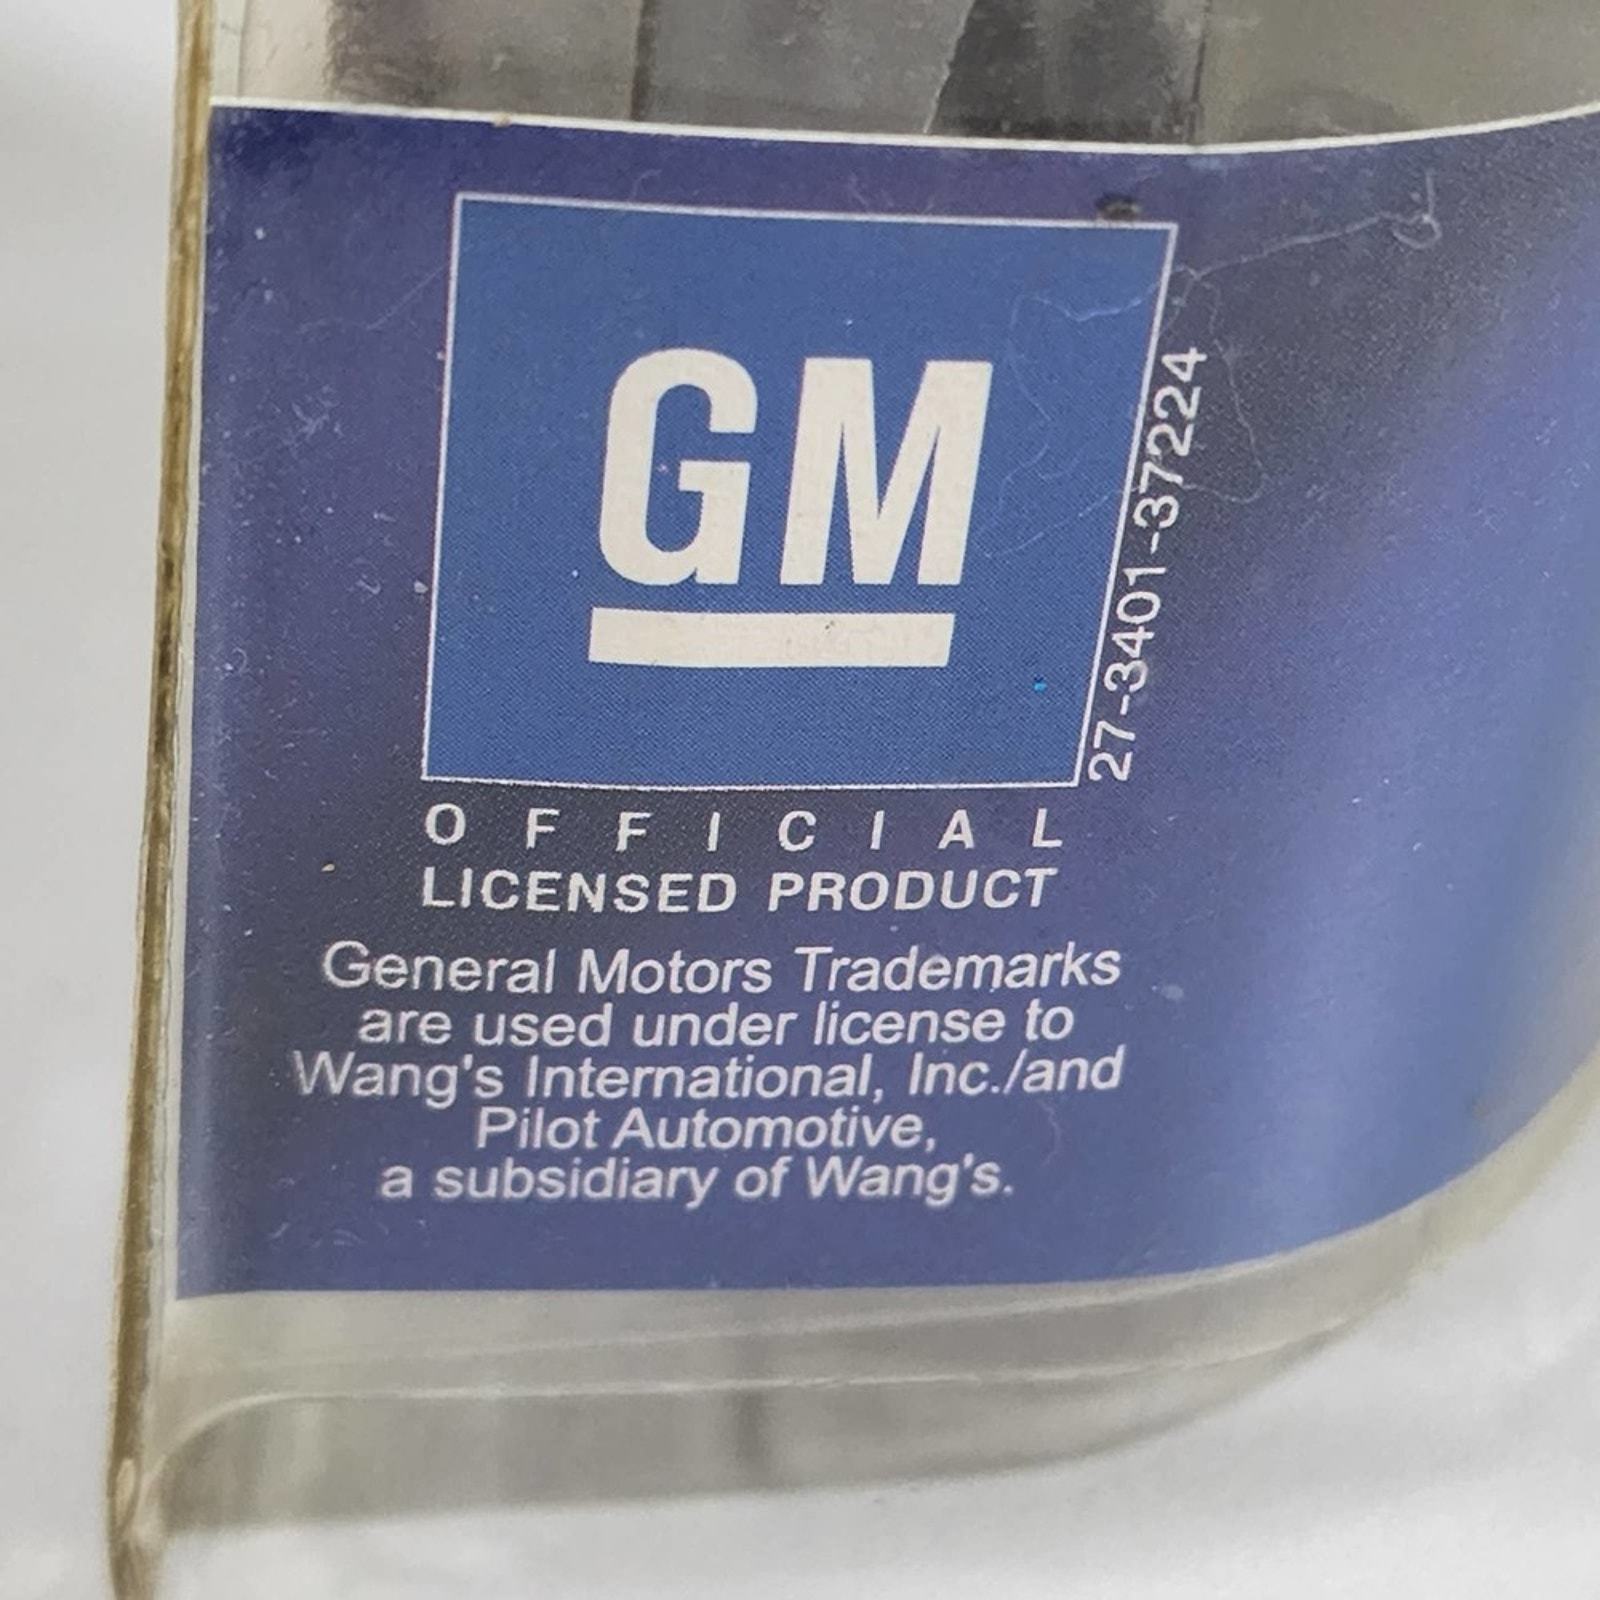 GM
27-3401-37224
OFFICIAL
LICENSED PRODUCT
General Motors Trademarks
are used under license to
Wang's International, Inc./and
Pilot Automotive,
a subsidiary of Wang's.